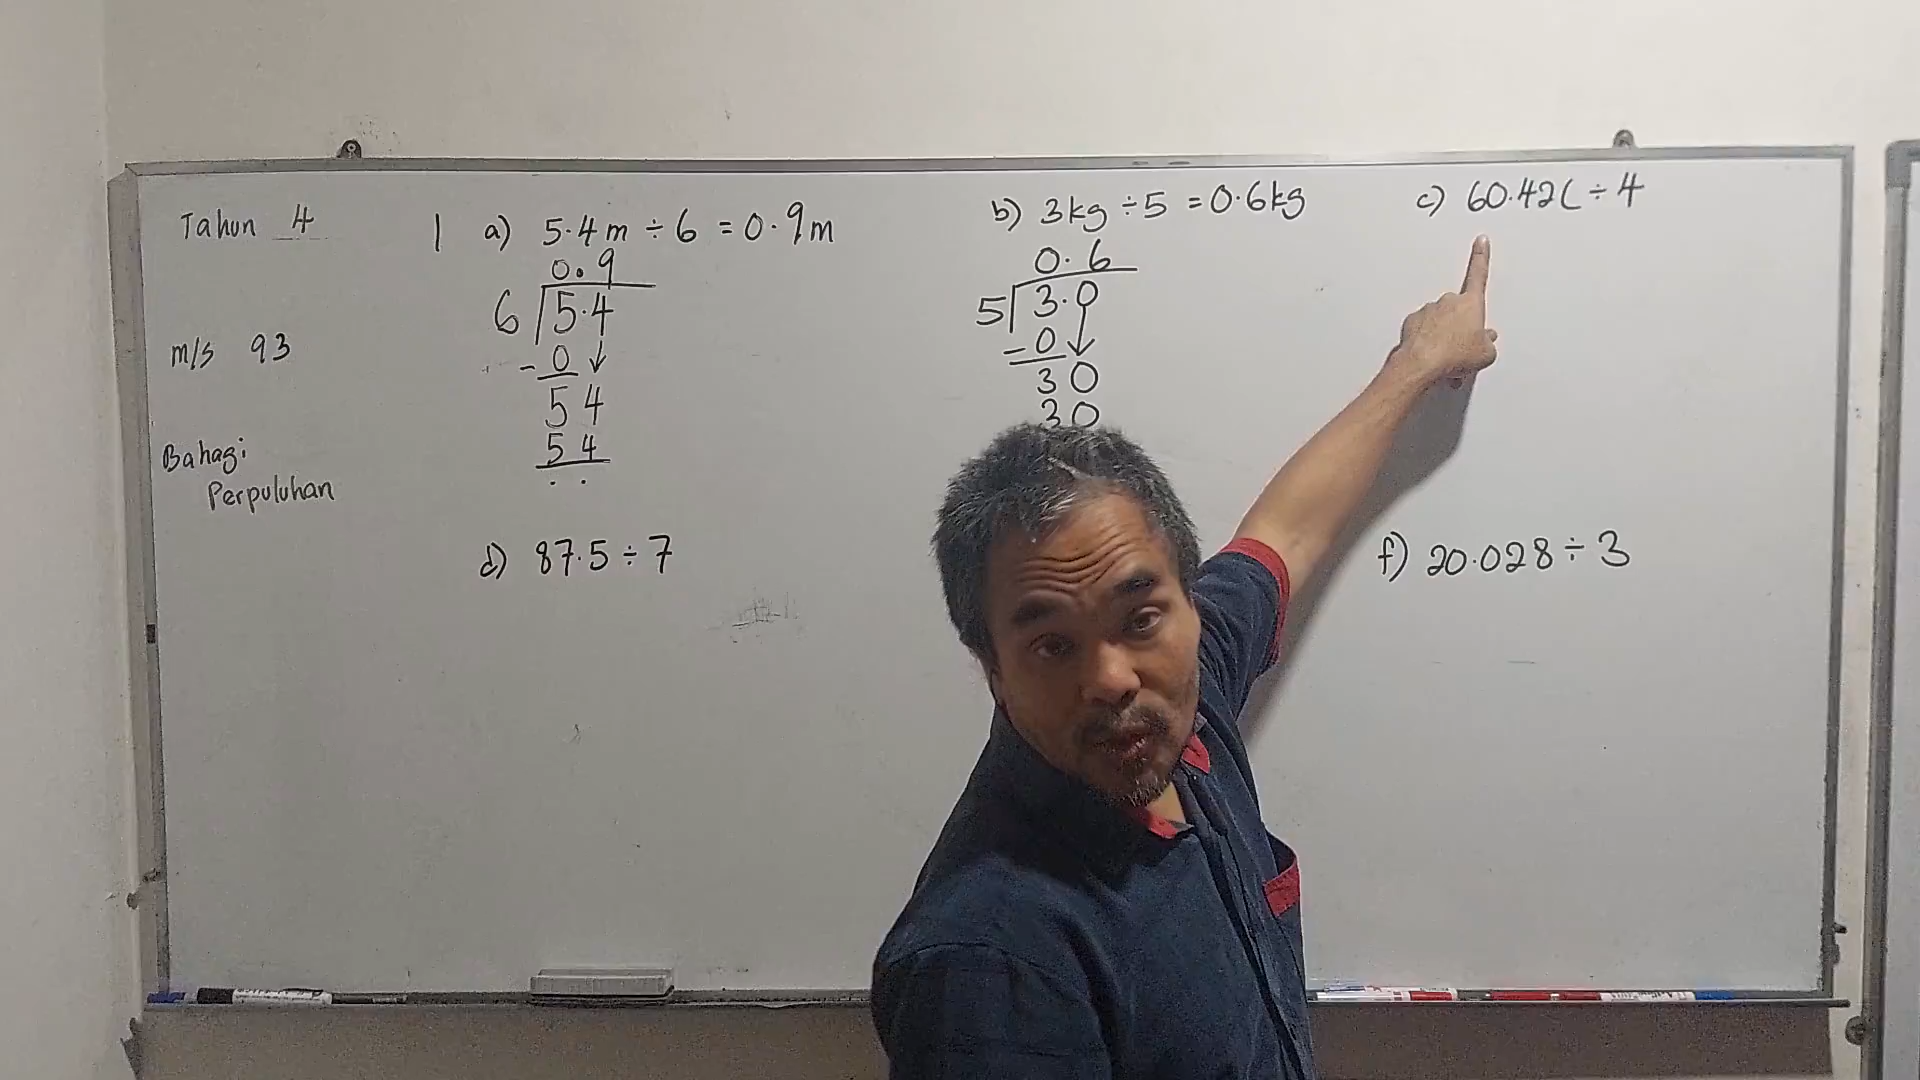 Tahun 4
m/s 93
Bahagi
Perpuluhan
1 a) 5.4m ÷ 6 = 0.9m
0.9
6 5.4
- 0
54
54
. .
b) 3kg ÷ 5 = 0.6kg
0.6
5 3.0
- 0
30
30
c) 60.42l ÷ 4
d) 87.5 ÷ 7
f) 20.028 ÷ 3